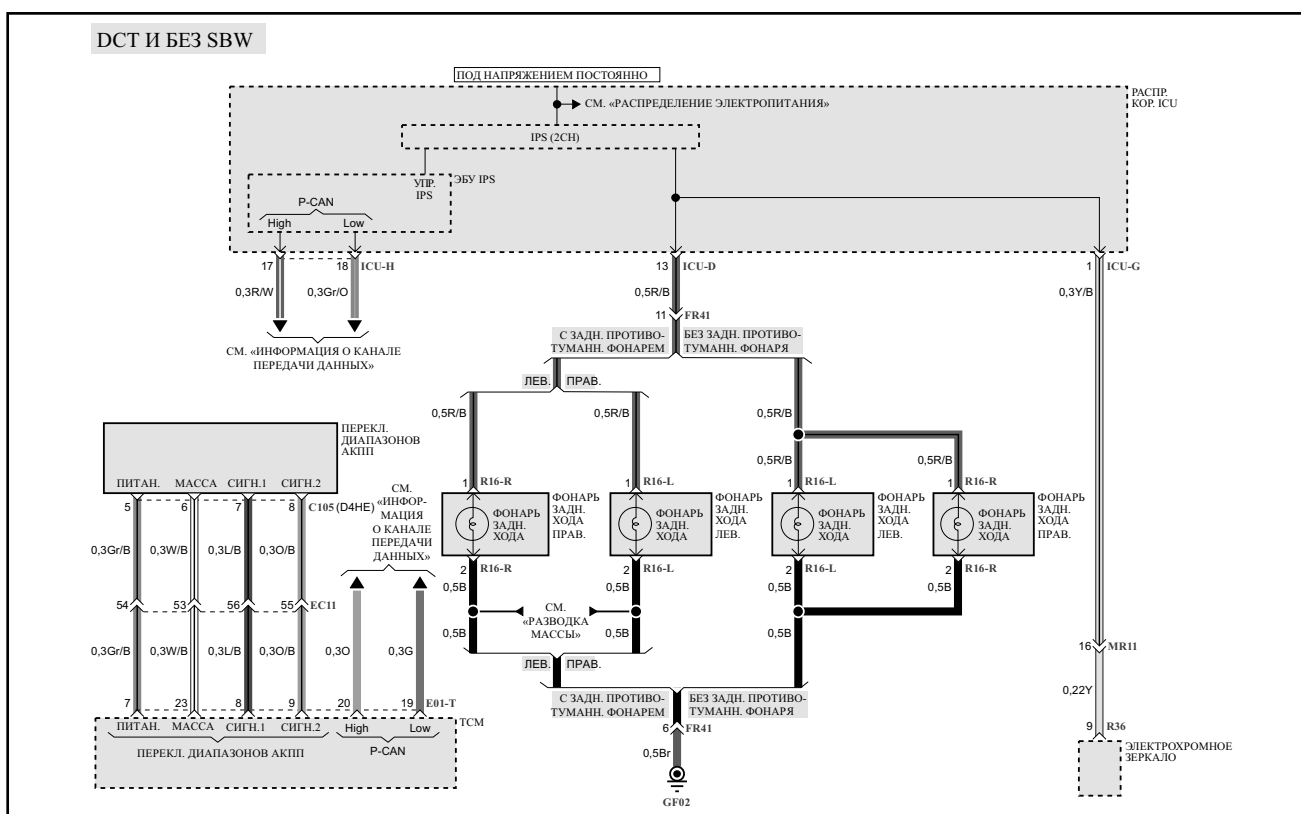 DCT И БЕЗ SBW
ПОД НАПРЯЖЕНИЕМ ПОСТОЯННО
СМ. «РАСПРЕДЕЛЕНИЕ ЭЛЕКТРОПИТАНИЯ»
РАСПР.
КОР. ICU
IPS (2CH)
УПР.
IPS
ЭБУ IPS
P-CAN
High
Low
17
18
ICU-H
13
ICU-D
1
ICU-G
0,3R/W
0,3Gr/O
0,5R/B
0,3Y/B
11
FR41
СМ. «ИНФОРМАЦИЯ О КАНАЛЕ
ПЕРЕДАЧИ ДАННЫХ»
С ЗАДН. ПРОТИВО-
ТУМАНН. ФОНАРЕМ
БЕЗ ЗАДН. ПРОТИВО-
ТУМАНН. ФОНАРЯ
ЛЕВ.
ПРАВ.
0,5R/B
0,5R/B
0,5R/B
0,5R/B
0,5R/B
ПЕРЕКЛ.
ДИАПАЗОНОВ
АКПП
ПИТАН.
МАССА
СИГН.1
СИГН.2
5
6
7
8
C105 (D4HE)
СМ.
«ИНФОР-
МАЦИЯ
О КАНАЛЕ
ПЕРЕДАЧИ
ДАННЫХ»
1
R16-R
1
R16-L
1
R16-L
1
R16-R
ФОНАРЬ
ЗАДН.
ХОДА
ФОНАРЬ
ЗАДН.
ХОДА
ПРАВ.
ФОНАРЬ
ЗАДН.
ХОДА
ФОНАРЬ
ЗАДН.
ХОДА
ЛЕВ.
ФОНАРЬ
ЗАДН.
ХОДА
ФОНАРЬ
ЗАДН.
ХОДА
ЛЕВ.
ФОНАРЬ
ЗАДН.
ХОДА
ФОНАРЬ
ЗАДН.
ХОДА
ПРАВ.
2
R16-R
2
R16-L
2
R16-L
2
R16-R
0,3Gr/B
0,3W/B
0,3L/B
0,3O/B
0,5B
0,5B
0,5B
0,5B
54
53
56
55
EC11
СМ.
«РАЗВОДКА
МАССЫ»
0,5B
0,5B
0,5B
0,3Gr/B
0,3W/B
0,3L/B
0,3O/B
0,3O
0,3G
ЛЕВ.
ПРАВ.
16
MR11
0,22Y
С ЗАДН. ПРОТИВО-
ТУМАНН. ФОНАРЕМ
БЕЗ ЗАДН. ПРОТИВО-
ТУМАНН. ФОНАРЯ
7
23
8
9
20
19
E01-T
TCM
ПИТАН.
МАССА
СИГН.1
СИГН.2
High
Low
ПЕРЕКЛ. ДИАПАЗОНОВ АКПП
P-CAN
6
FR41
0,5Br
GF02
9
R36
ЭЛЕКТРОХРОМНОЕ
ЗЕРКАЛО